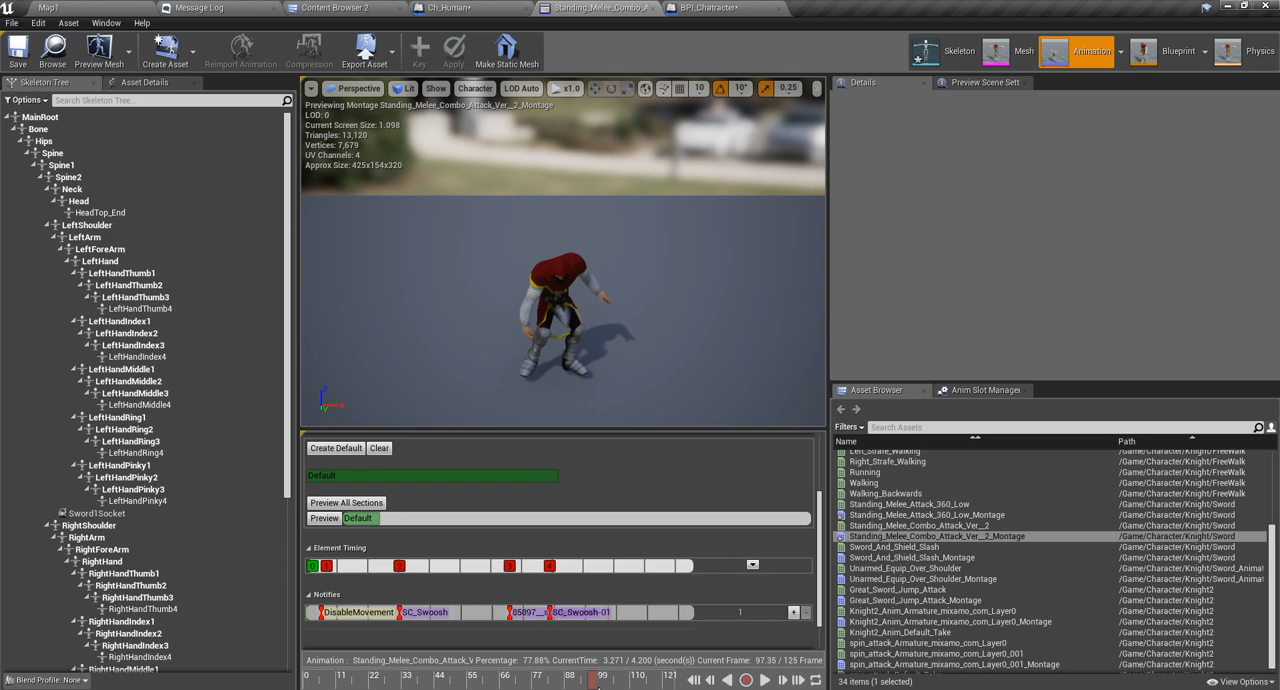 Map1 Message Log Content Browser 2 Ch_Human* Standing_Melee_Combo_A BPI_Chatracter*
File Edit Asset Window Help
Save Browse Preview Mesh Create Asset Reimport Animation Compression Export Asset Key Apply Make Static Mesh Skeleton Mesh Animation Blueprint Physics
Skeleton Tree Asset Details
Options Search Skeleton Tree...
MainRoot
Bone
Hips
Spine
Spine1
Spine2
Neck
Head
HeadTop_End
LeftShoulder
LeftArm
LeftForeArm
LeftHand
LeftHandThumb1
LeftHandThumb2
LeftHandThumb3
LeftHandThumb4
LeftHandIndex1
LeftHandIndex2
LeftHandIndex3
LeftHandIndex4
LeftHandMiddle1
LeftHandMiddle2
LeftHandMiddle3
LeftHandMiddle4
LeftHandRing1
LeftHandRing2
LeftHandRing3
LeftHandRing4
LeftHandPinky1
LeftHandPinky2
LeftHandPinky3
LeftHandPinky4
Sword1Socket
RightShoulder
RightArm
RightForeArm
RightHand
RightHandThumb1
RightHandThumb2
RightHandThumb3
RightHandThumb4
RightHandIndex1
RightHandIndex2
RightHandIndex3
RightHandIndex4
RightHandMiddle1
Blend Profile: None
Perspective Lit Show Character LOD Auto x1.0 10 10° 0.25
Previewing Montage Standing_Melee_Combo_Attack_Ver__2_Montage
LOD: 0
Current Screen Size: 1.098
Triangles: 13,120
Vertices: 7,679
UV Channels: 4
Approx Size: 425x154x320
Z
X
Y
Create Default Clear
Default
Preview All Sections
Preview Default
Element Timing
0 1 2 3 4
Notifies
DisableMovement SC_Swoosh 85897__s SC_Swoosh-01 1
Animation : Standing_Melee_Combo_Attack_V Percentage: 77.88% CurrentTime: 3.271 / 4.200 (second(s)) Current Frame: 97.35 / 125 Frame
0 11 22 33 44 55 66 77 88 99 110 121
Details Preview Scene Sett
Asset Browser Anim Slot Manager
Filters Search Assets
Name Path
Left_Strafe_Walking /Game/Character/Knight/FreeWalk
Right_Strafe_Walking /Game/Character/Knight/FreeWalk
Running /Game/Character/Knight/FreeWalk
Walking /Game/Character/Knight/FreeWalk
Walking_Backwards /Game/Character/Knight/FreeWalk
Standing_Melee_Attack_360_Low /Game/Character/Knight/Sword
Standing_Melee_Attack_360_Low_Montage /Game/Character/Knight/Sword
Standing_Melee_Combo_Attack_Ver__2 /Game/Character/Knight/Sword
Standing_Melee_Combo_Attack_Ver__2_Montage /Game/Character/Knight/Sword
Sword_And_Shield_Slash /Game/Character/Knight/Sword
Sword_And_Shield_Slash_Montage /Game/Character/Knight/Sword
Unarmed_Equip_Over_Shoulder /Game/Character/Knight/Sword_Anima
Unarmed_Equip_Over_Shoulder_Montage /Game/Character/Knight/Sword_Anima
Great_Sword_Jump_Attack /Game/Character/Knight2
Great_Sword_Jump_Attack_Montage /Game/Character/Knight2
Knight2_Anim_Armature_mixamo_com_Layer0 /Game/Character/Knight2
Knight2_Anim_Armature_mixamo_com_Layer0_Montage /Game/Character/Knight2
Knight2_Anim_Default_Take /Game/Character/Knight2
spin_attack_Armature_mixamo_com_Layer0 /Game/Character/Knight2
spin_attack_Armature_mixamo_com_Layer0_001 /Game/Character/Knight2
spin_attack_Armature_mixamo_com_Layer0_001_Montage /Game/Character/Knight2
34 items (1 selected) View Options